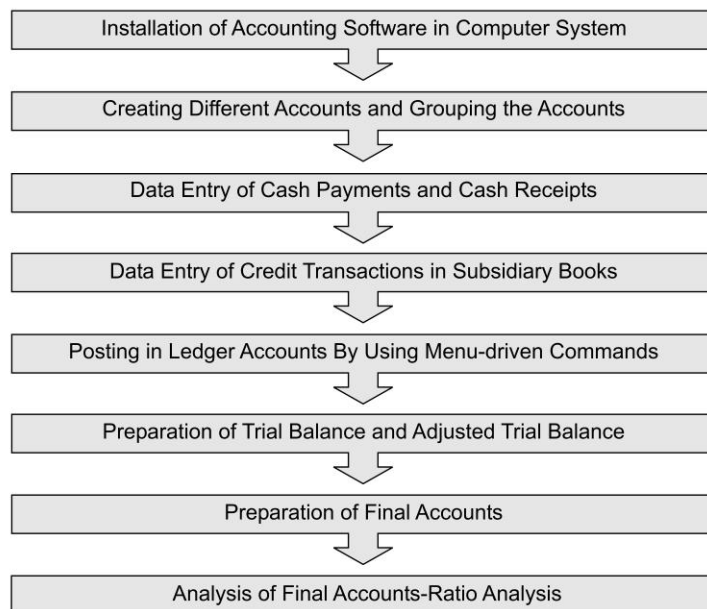 Installation of Accounting Software in Computer System
Creating Different Accounts and Grouping the Accounts
Data Entry of Cash Payments and Cash Receipts
Data Entry of Credit Transactions in Subsidiary Books
Posting in Ledger Accounts By Using Menu-driven Commands
Preparation of Trial Balance and Adjusted Trial Balance
Preparation of Final Accounts
Analysis of Final Accounts-Ratio Analysis